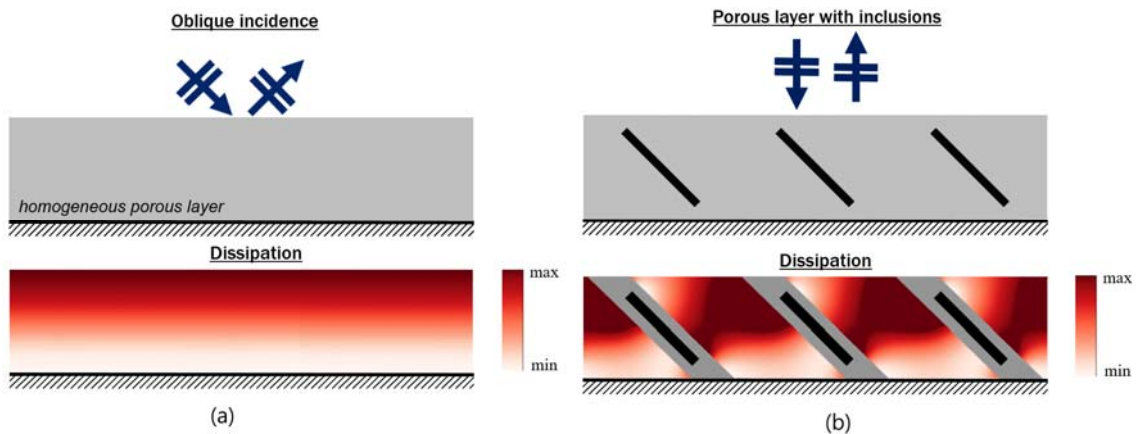 Oblique incidence
homogeneous porous layer
Dissipation
max
min
(a)
Porous layer with inclusions
Dissipation
max
min
(b)